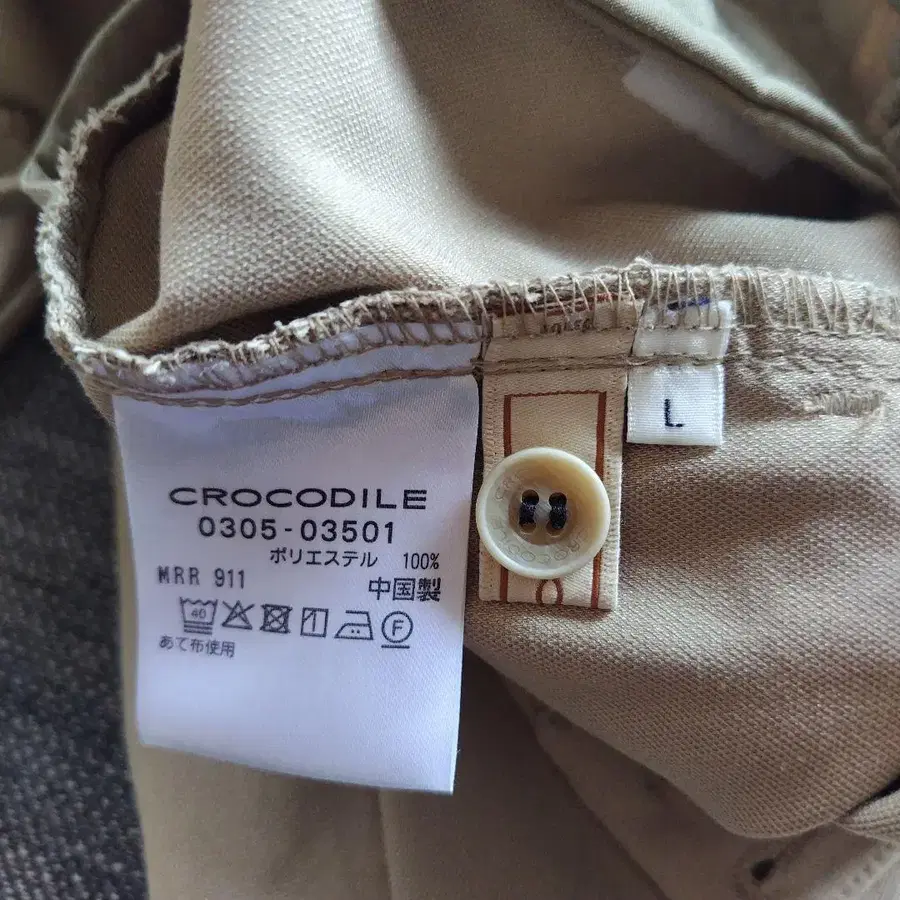 CROCODILE
0305-03501
ポリエステル 100%
MRR 911
中国製
40
F
あて布使用
L